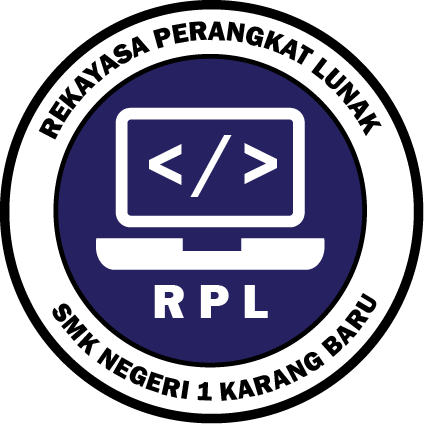 REKAYASA PERANGKAT LUNAK
</>
RPL
SMK NEGERI 1 KARANG BARU